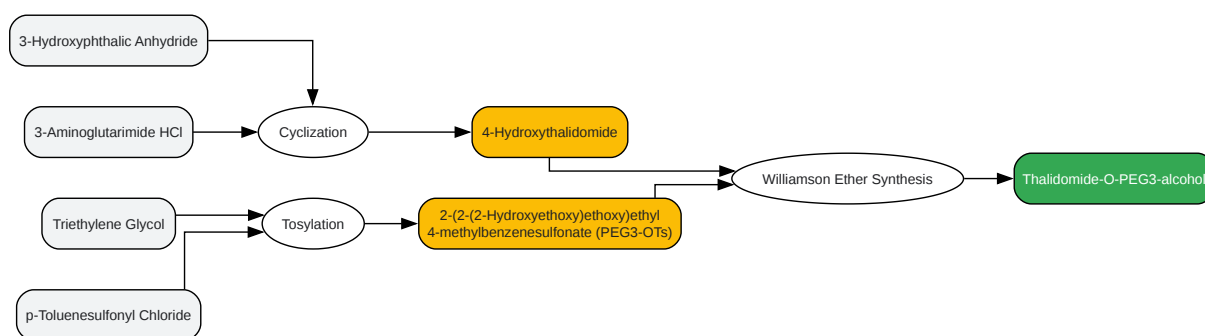 3-Hydroxyphthalic Anhydride
3-Aminoglutarimide HCl
Cyclization
4-Hydroxythalidomide
Williamson Ether Synthesis
Thalidomide-O-PEG3-alcohol
Triethylene Glycol
Tosylation
2-(2-(2-Hydroxyethoxy)ethoxy)ethyl
4-methylbenzenesulfonate (PEG3-OTs)
p-Toluenesulfonyl Chloride